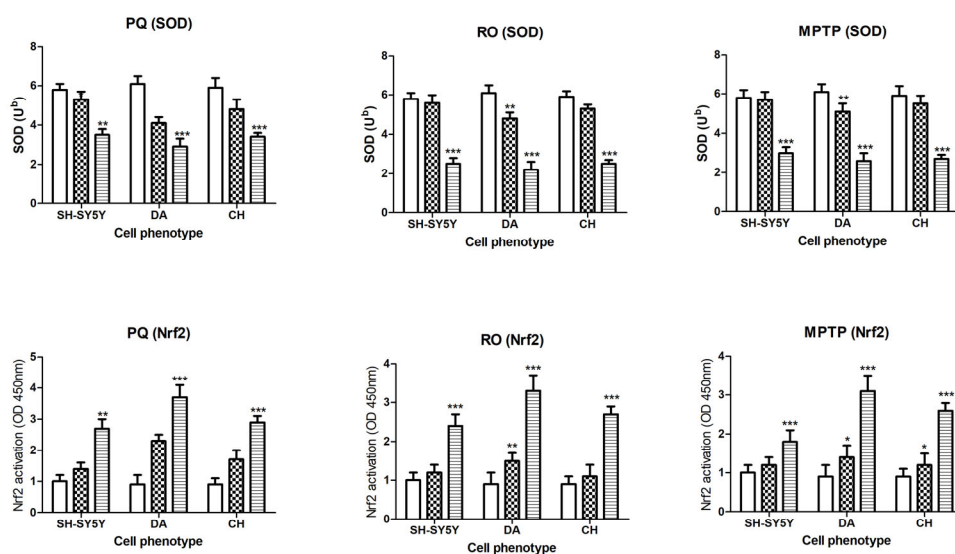 PQ (SOD)
SOD (Uᵇ)
8
6
4
2
0
**
***
***
SH-SY5Y DA CH
Cell phenotype
RO (SOD)
SOD (Uᵇ)
8
6
4
2
0
***
**
***
***
SH-SY5Y DA CH
Cell phenotype
MPTP (SOD)
SOD (Uᵇ)
8
6
4
2
0
***
**
***
***
SH-SY5Y DA CH
Cell phenotype
PQ (Nrf2)
Nrf2 activation (OD 450nm)
5
4
3
2
1
0
**
***
***
SH-SY5Y DA CH
Cell phenotype
RO (Nrf2)
Nrf2 activation (OD 450nm)
4
3
2
1
0
***
**
***
***
SH-SY5Y DA CH
Cell phenotype
MPTP (Nrf2)
Nrf2 activation (OD 450nm)
4
3
2
1
0
***
*
***
*
***
SH-SY5Y DA CH
Cell phenotype